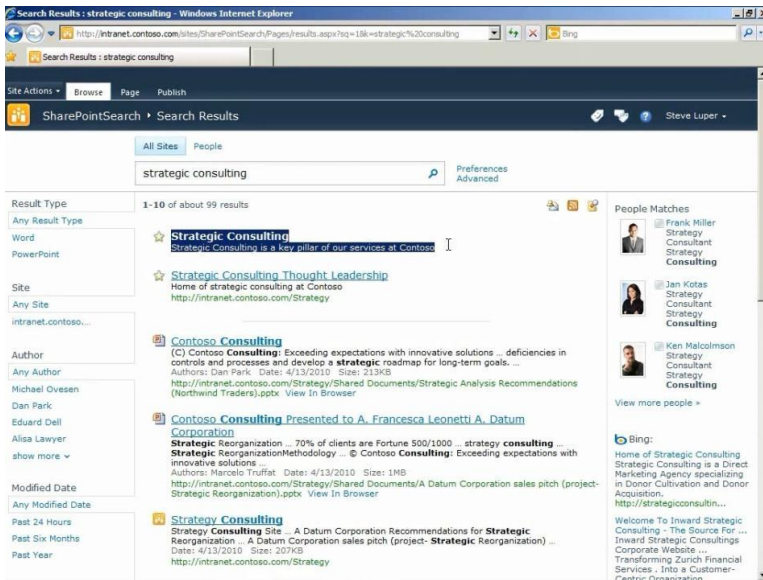 Search Results : strategic consulting - Windows Internet Explorer
http://intranet.contoso.com/sites/SharePointSearch/Pages/results.aspx?sq=1&k=strategic%20consulting
Bing
Search Results : strategic consulting
Site Actions
Browse
Page
Publish
SharePointSearch ▸ Search Results
Steve Luper
All Sites
People
strategic consulting
Preferences
Advanced
Result Type
Any Result Type
Word
PowerPoint
Site
Any Site
intranet.contoso....
Author
Any Author
Michael Ovesen
Dan Park
Eduard Dell
Alisa Lawyer
show more
Modified Date
Any Modified Date
Past 24 Hours
Past Six Months
Past Year
1-10 of about 99 results
Strategic Consulting
Strategic Consulting is a key pillar of our services at Contoso
Strategic Consulting Thought Leadership
Home of strategic consulting at Contoso
http://intranet.contoso.com/Strategy
Contoso Consulting
(C) Contoso Consulting: Exceeding expectations with innovative solutions ... deficiencies in
controls and processes and develop a strategic roadmap for long-term goals. ...
Authors: Dan Park Date: 4/13/2010 Size: 213KB
http://intranet.contoso.com/Strategy/Shared Documents/Strategic Analysis Recommendations
(Northwind Traders).pptx View In Browser
Contoso Consulting Presented to A. Francesca Leonetti A. Datum
Corporation
Strategic Reorganization ... 70% of clients are Fortune 500/1000 ... strategy consulting ...
Strategic ReorganizationMethodology ... © Contoso Consulting: Exceeding expectations with
innovative solutions ...
Authors: Marcelo Truffat Date: 4/13/2010 Size: 1MB
http://intranet.contoso.com/Strategy/Shared Documents/A Datum Corporation sales pitch (project-
Strategic Reorganization).pptx View In Browser
Strategy Consulting
Strategy Consulting Site ... A Datum Corporation Recommendations for Strategic
Reorganization ... A Datum Corporation sales pitch (project- Strategic Reorganization) ...
Date: 4/13/2010 Size: 207KB
http://intranet.contoso.com/Strategy
People Matches
Frank Miller
Strategy
Consultant
Strategy
Consulting
Jan Kotas
Strategy
Consultant
Strategy
Consulting
Ken Malcolmson
Strategy
Consultant
Strategy
Consulting
View more people »
Bing:
Home of Strategic Consulting
Strategic Consulting is a Direct
Marketing Agency specializing
in Donor Cultivation and Donor
Acquisition.
http://strategicconsultin...
Welcome To Inward Strategic
Consulting - The Source For ...
Inward Strategic Consultings
Corporate Website ...
Transforming Zurich Financial
Services . Into a Customer-
Centric Organization